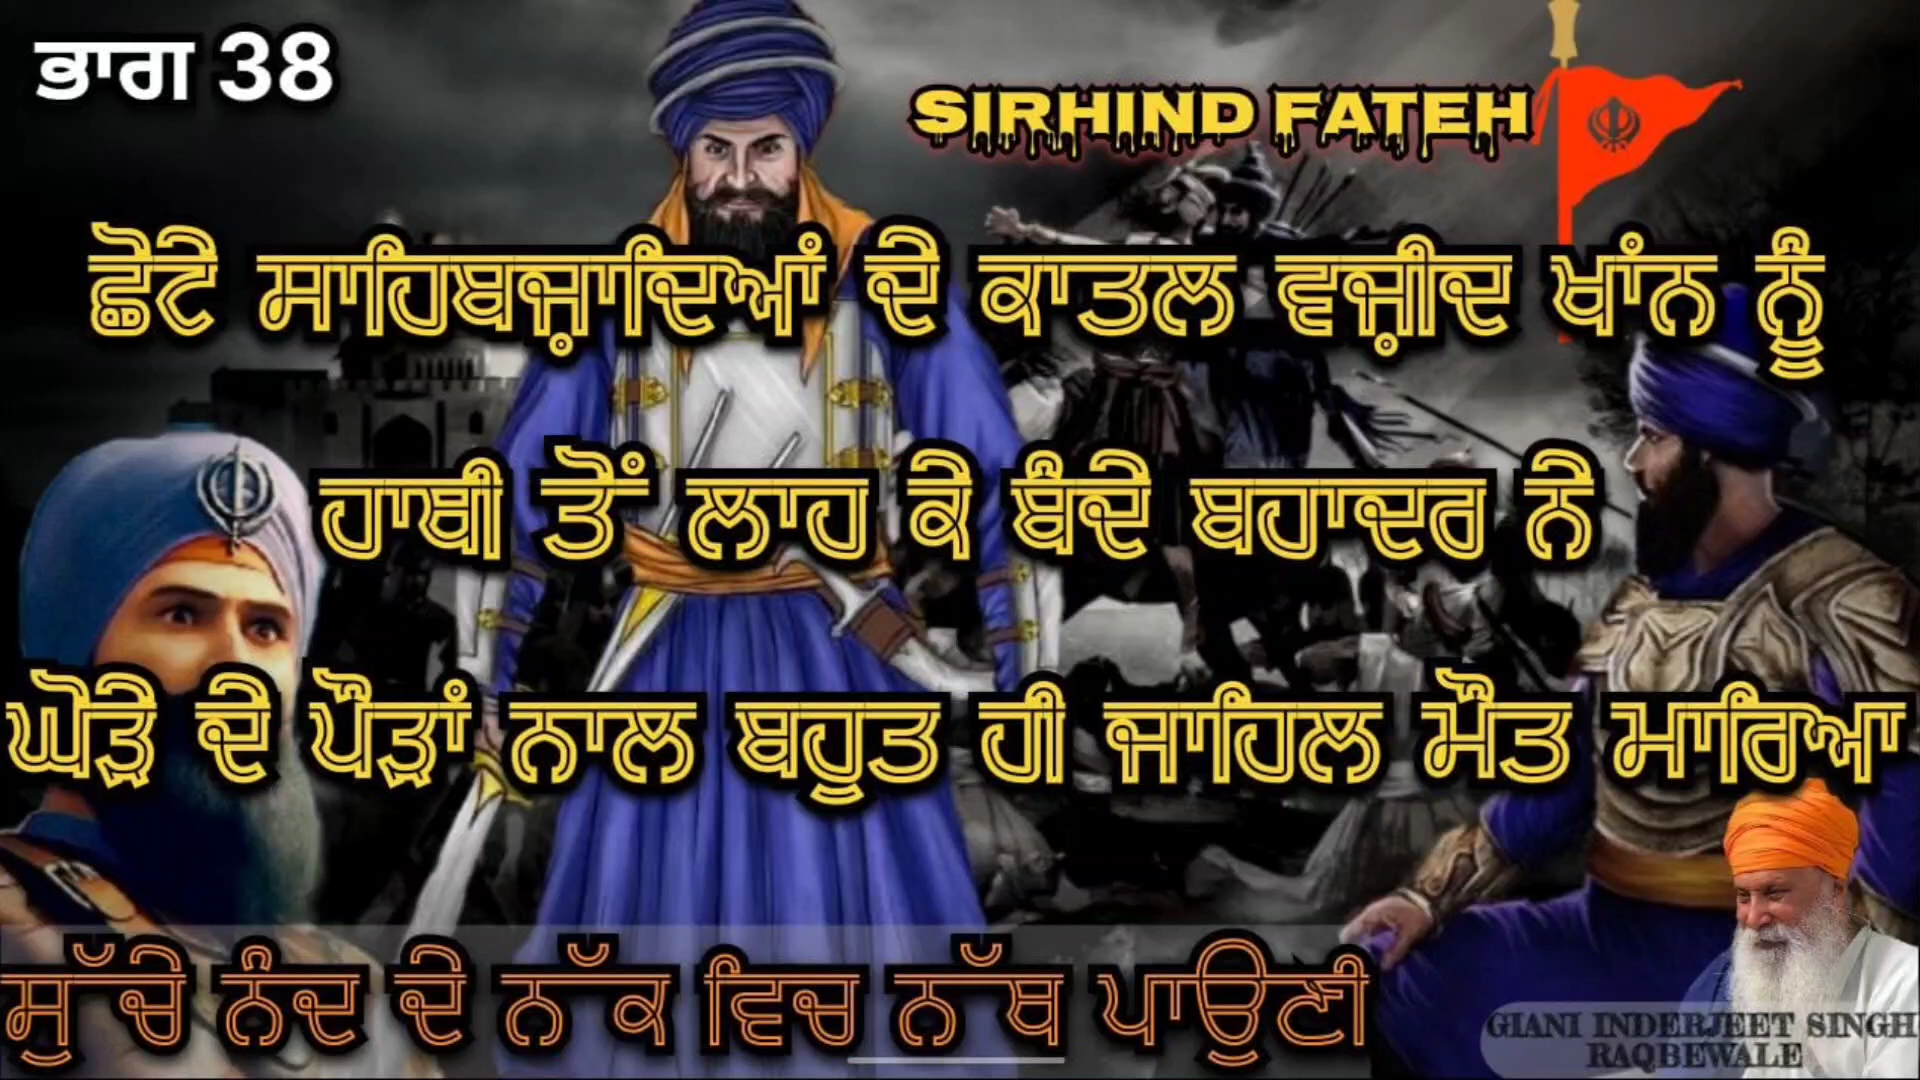 ਭਾਗ 38
SIRHIND FATEH
ਛੋਟੇ ਸਾਹਿਬਜ਼ਾਦਿਆਂ ਦੇ ਕਾਤਲ ਵਜ਼ੀਦ ਖਾਂਨ ਨੂੰ
ਹਾਥੀ ਤੋਂ ਲਾਹ ਕੇ ਬੰਦੇ ਬਹਾਦਰ ਨੇ
ਘੋੜੇ ਦੇ ਪੌੜਾਂ ਨਾਲ ਬਹੁਤ ਹੀ ਜਾਹਿਲ ਮੌਤ ਮਾਰਿਆ
ਸੁੱਚੇ ਨੰਦ ਦੇ ਨੱਕ ਵਿਚ ਨੱਥ ਪਾਉਣੀ
GIANI INDERJEET SINGH
RAQBEWALE